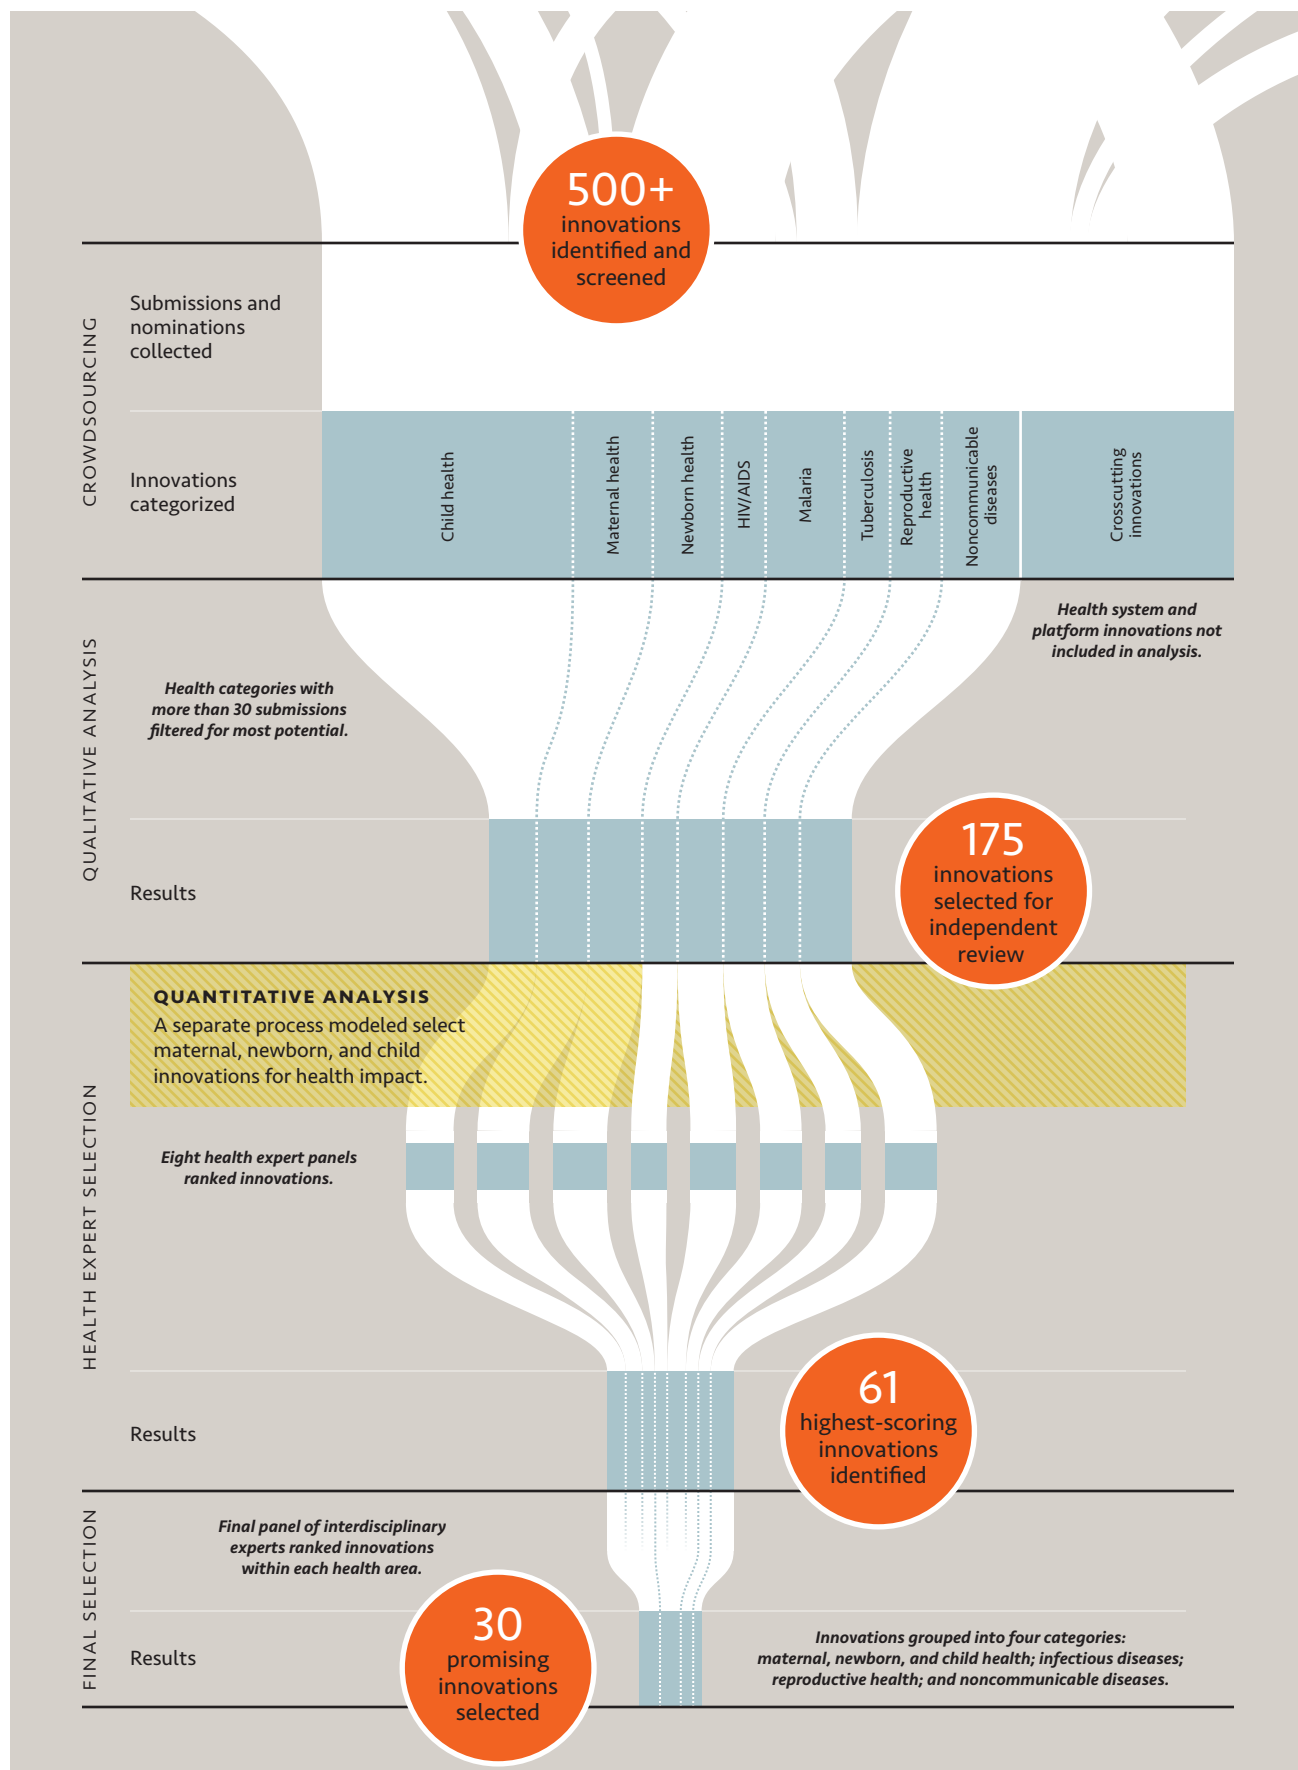 500+
innovations
identified and
screened
CROWDSOURCING
Submissions and
nominations
collected
Innovations
categorized
Child health
Maternal health
Newborn health
HIV/AIDS
Malaria
Tuberculosis
Reproductive
health
Noncommunicable
diseases
Crosscutting
innovations
QUALITATIVE ANALYSIS
Health system and
platform innovations not
included in analysis.
Health categories with
more than 30 submissions
filtered for most potential.
Results
175
innovations
selected for
independent
review
HEALTH EXPERT SELECTION
QUANTITATIVE ANALYSIS
A separate process modeled select
maternal, newborn, and child
innovations for health impact.
Eight health expert panels
ranked innovations.
Results
61
highest-scoring
innovations
identified
FINAL SELECTION
Final panel of interdisciplinary
experts ranked innovations
within each health area.
Results
30
promising
innovations
selected
Innovations grouped into four categories:
maternal, newborn, and child health; infectious diseases;
reproductive health; and noncommunicable diseases.